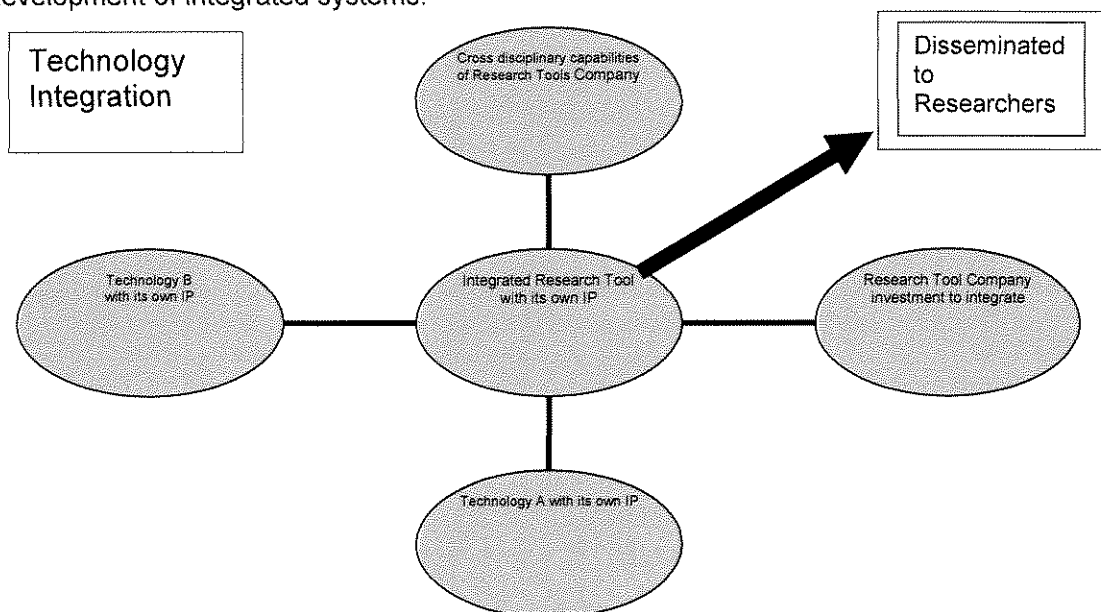 development of integrated systems.
Technology
Integration
Cross disciplinary capabilities
of Research Tools Company
Disseminated
to
Researchers
Technology B
with its own IP
Integrated Research Tool
with its own IP
Research Tool Company
investment to integrate
Technology A with its own IP